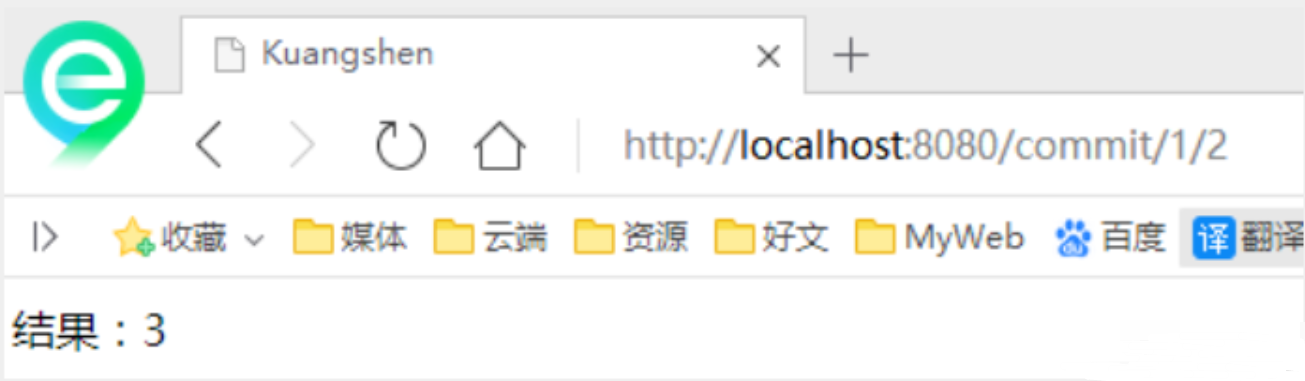 Kuangshen
http://localhost:8080/commit/1/2
收藏 媒体 云端 资源 好文 MyWeb 百度 译 翻译
结果：3